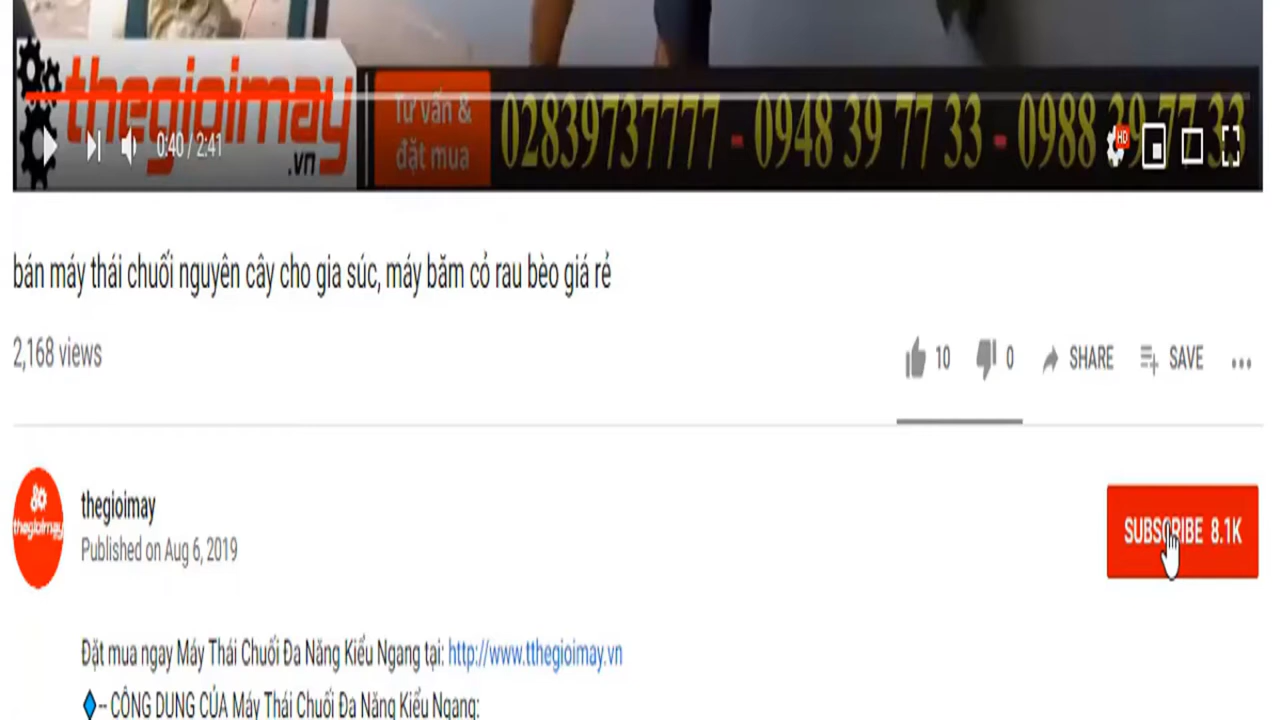 thegioimay
.vn
Tư vấn &
đặt mua
02839737777 - 0948 39 77 33 - 0988 39 77 33
0:40 / 2:41
HD
bán máy thái chuối nguyên cây cho gia súc, máy băm cỏ rau bèo giá rẻ
2,168 views
10
0
SHARE
SAVE
thegioimay
thegioimay
Published on Aug 6, 2019
SUBSCRIBE 8.1K
Đặt mua ngay Máy Thái Chuối Đa Năng Kiểu Ngang tại: http://www.tthegioimay.vn
-- CÔNG DỤNG CỦA Máy Thái Chuối Đa Năng Kiểu Ngang: